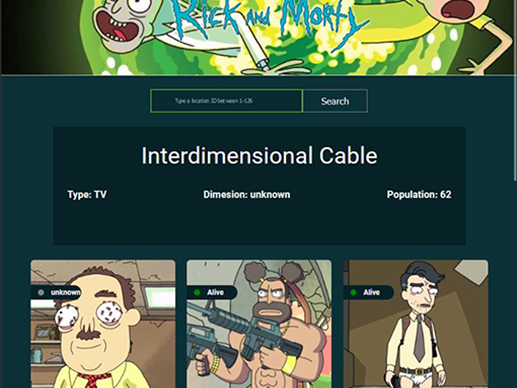 Rick and Morty
Type a location ID between 1-126
Search
Interdimensional Cable
Type: TV
Dimesion: unknown
Population: 62
unknown
Alive
Alive